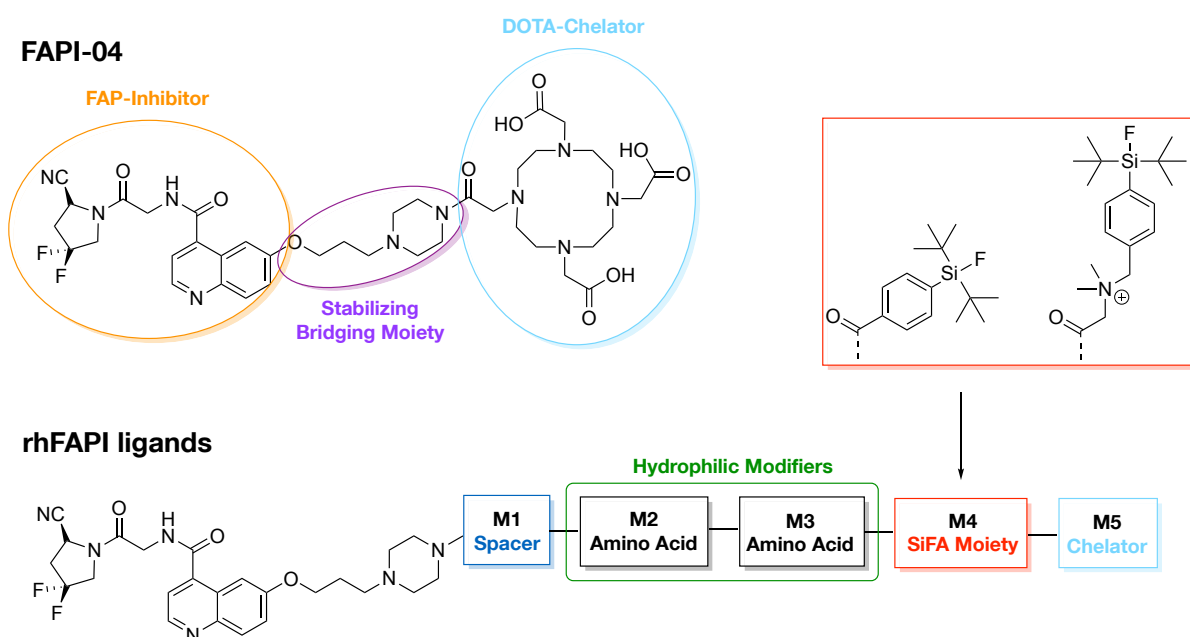 DOTA-Chelator
FAPI-04
FAP-Inhibitor
O
HO
N
HO
O
F
Si
NC
O
H
N
O
N
O
N
N
O
N
N
N
F
F
N
O
N
OH
O
Stabilizing
Bridging Moiety
Si
F
O
N
+
O
rhFAPI ligands
Hydrophilic Modifiers
NC
O
H
N
O
N
F
F
N
O
N
N
M1
Spacer
M2
Amino Acid
M3
Amino Acid
M4
SiFA Moiety
M5
Chelator